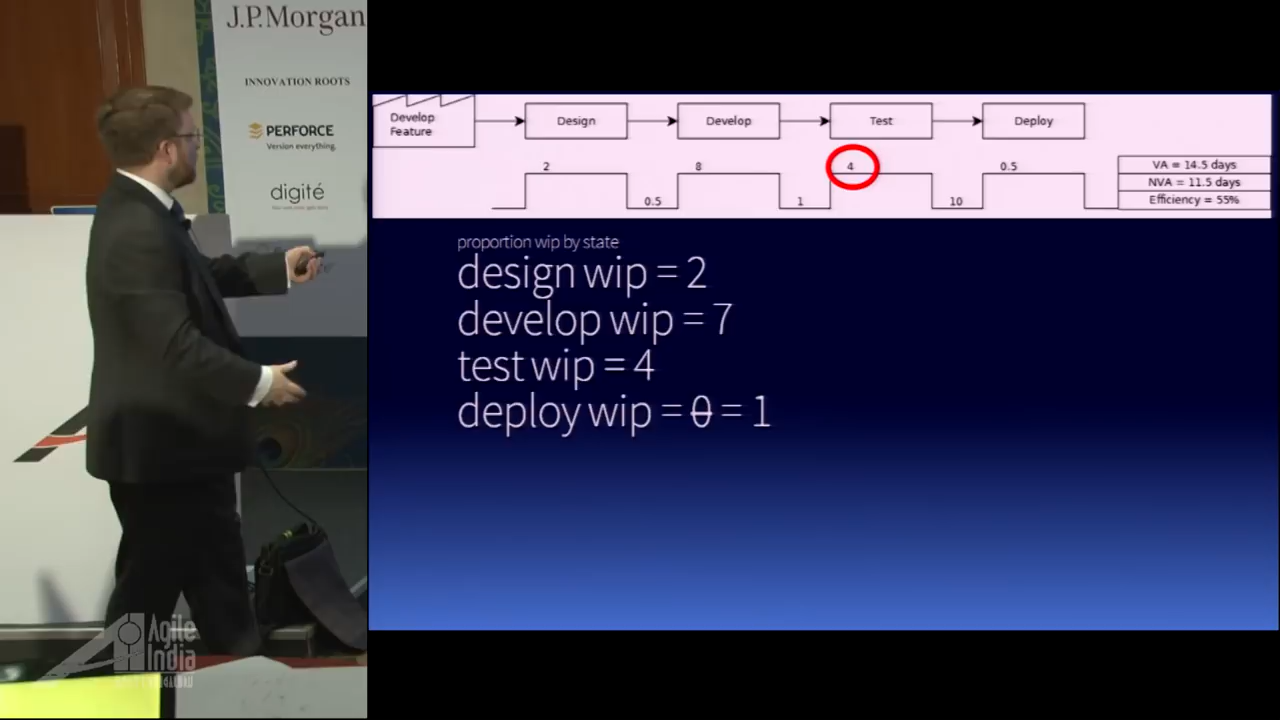 J.P.Morgan
INNOVATION ROOTS
PERFORCE
Version everything.
digité
Develop
Feature
Design
Develop
Test
Deploy
2
8
4
0.5
0.5
1
10
VA = 14.5 days
NVA = 11.5 days
Efficiency = 55%
proportion wip by state
design wip = 2
develop wip = 7
test wip = 4
deploy wip = 0 = 1
Agile
India